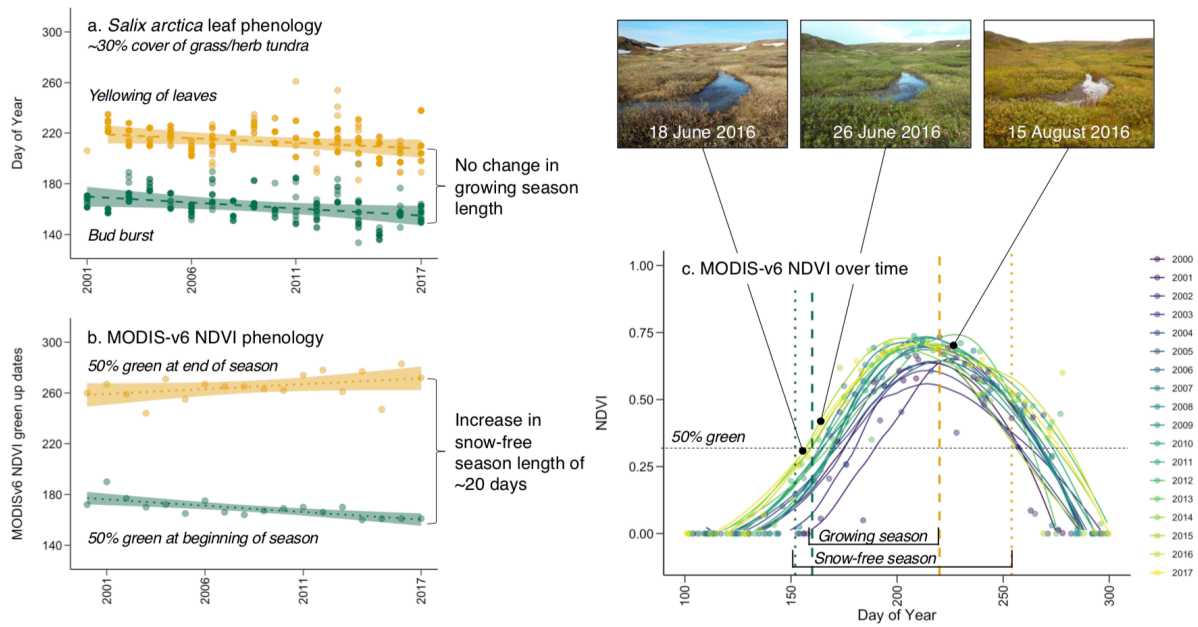 a. Salix arctica leaf phenology
~30% cover of grass/herb tundra
Yellowing of leaves
Bud burst
Day of Year
300
260
220
180
140
2001
2006
2011
2017
No change in
growing season
length
b. MODIS-v6 NDVI phenology
50% green at end of season
50% green at beginning of season
MODISv6 NDVI green up dates
300
260
220
180
140
2001
2006
2011
2017
Increase in
snow-free
season length of
~20 days
18 June 2016
26 June 2016
15 August 2016
c. MODIS-v6 NDVI over time
NDVI
1.00
0.75
0.50
0.25
0.00
50% green
Growing season
Snow-free season
100
150
200
250
300
Day of Year
2000
2001
2002
2003
2004
2005
2006
2007
2008
2009
2010
2011
2012
2013
2014
2015
2016
2017